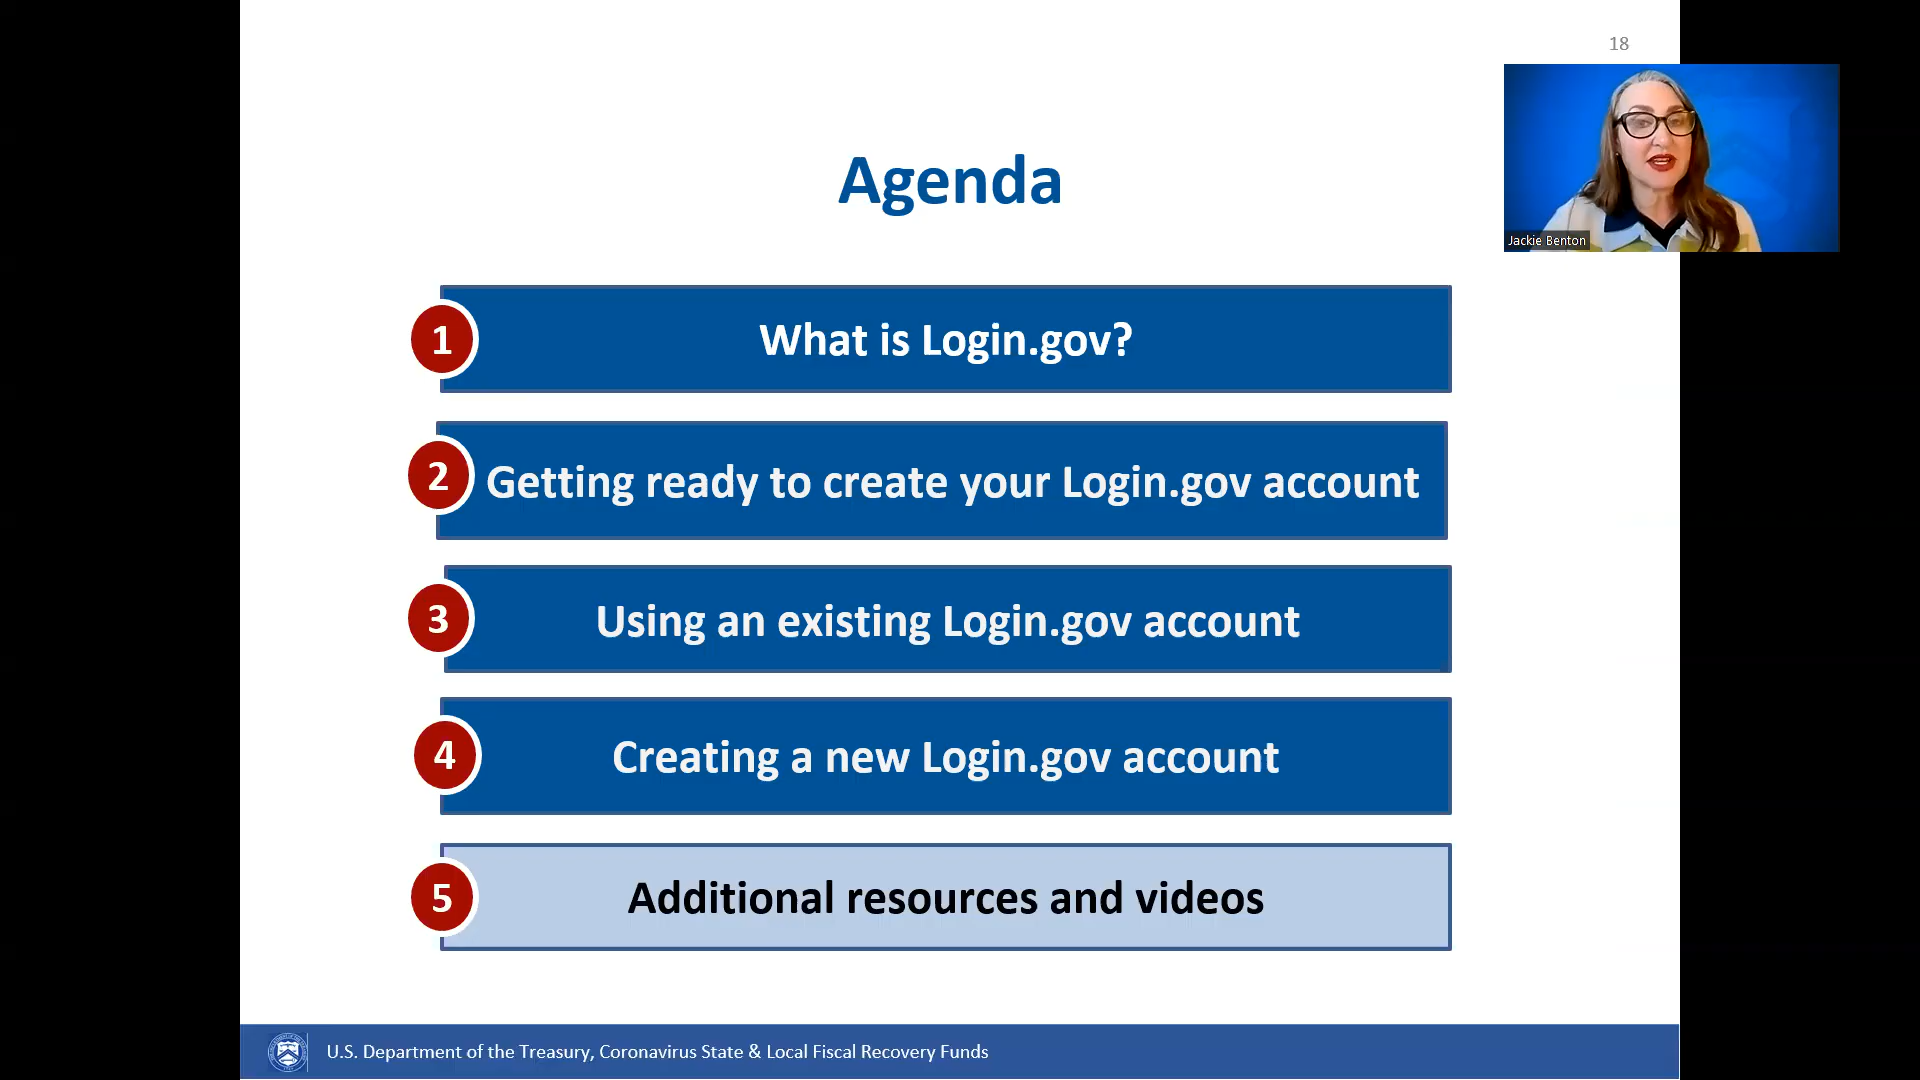 18
Jackie Benton
Agenda
1
What is Login.gov?
2
Getting ready to create your Login.gov account
3
Using an existing Login.gov account
4
Creating a new Login.gov account
5
Additional resources and videos
U.S. Department of the Treasury, Coronavirus State & Local Fiscal Recovery Funds